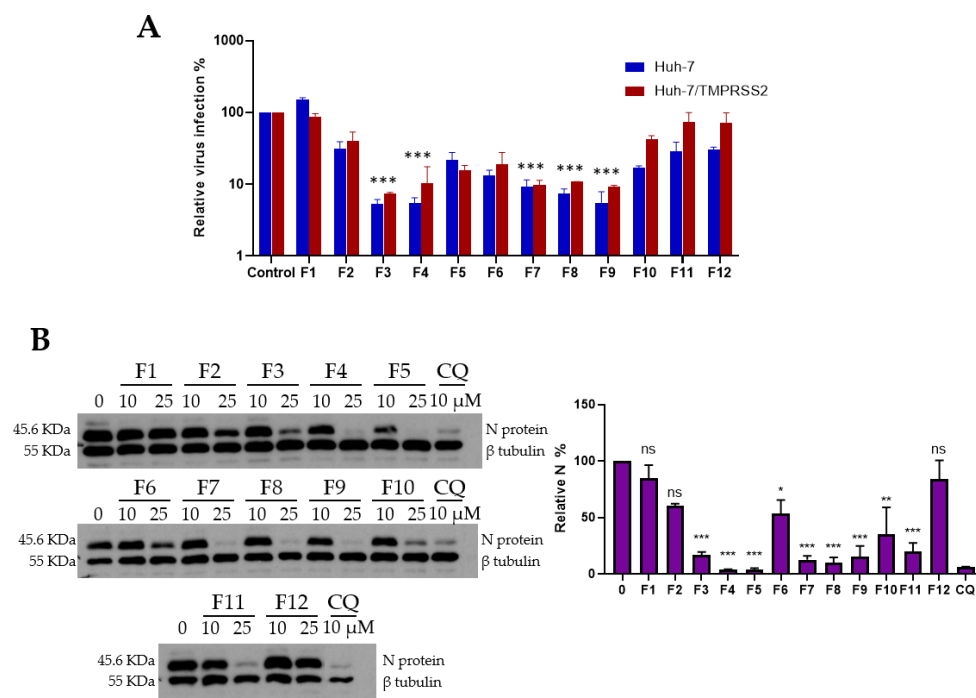 A
Relative virus infection %
1000
100
10
1
Huh-7
Huh-7/TMPRSS2
*** *** *** *** ***
Control F1 F2 F3 F4 F5 F6 F7 F8 F9 F10 F11 F12
B
F1 F2 F3 F4 F5 CQ
0 10 25 10 25 10 25 10 25 10 25 10 μM
45.6 KDa N protein
55 KDa β tubulin
F6 F7 F8 F9 F10 CQ
0 10 25 10 25 10 25 10 25 10 25 10 μM
45.6 KDa N protein
55 KDa β tubulin
F11 F12 CQ
0 10 25 10 25 10 μM
45.6 KDa N protein
55 KDa β tubulin
Relative N %
150
100
50
0
ns ns *** *** *** * *** *** *** ** *** ns
0 F1 F2 F3 F4 F5 F6 F7 F8 F9 F10 F11 F12 CQ